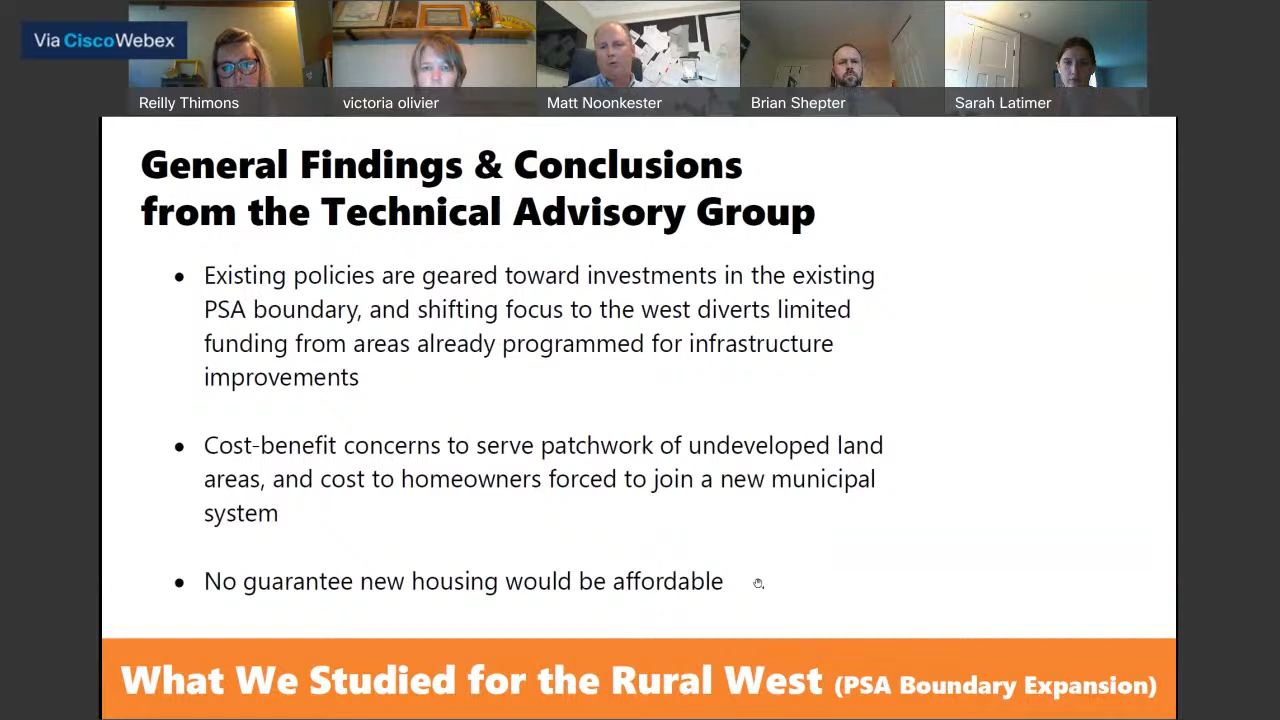 Via CiscoWebex
Reilly Thimons
victoria olivier
Matt Noonkester
Brian Shepter
Sarah Latimer
General Findings & Conclusions
from the Technical Advisory Group
• Existing policies are geared toward investments in the existing
PSA boundary, and shifting focus to the west diverts limited
funding from areas already programmed for infrastructure
improvements
• Cost-benefit concerns to serve patchwork of undeveloped land
areas, and cost to homeowners forced to join a new municipal
system
• No guarantee new housing would be affordable
What We Studied for the Rural West (PSA Boundary Expansion)